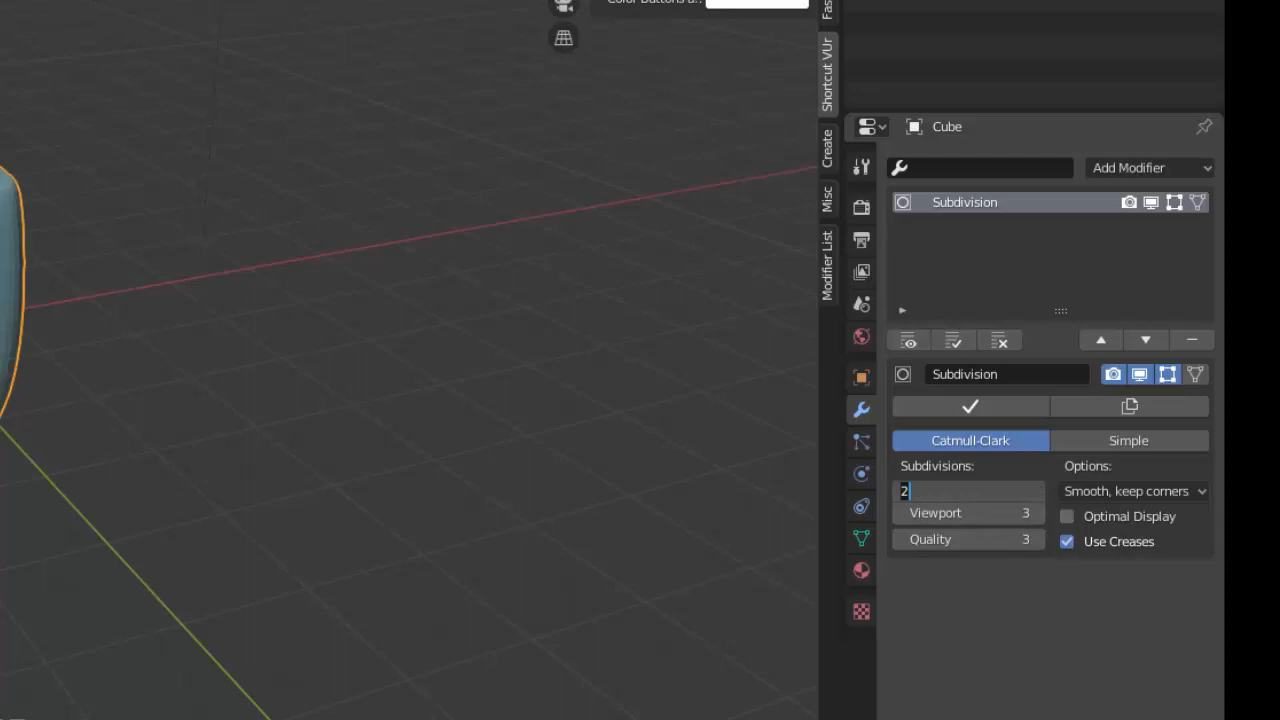 Color Buttons a..
Fas
Shortcut VUr
Create
Misc
Modifier List
Cube
Add Modifier
Subdivision
Subdivision
Catmull-Clark Simple
Subdivisions: Options:
2 Smooth, keep corners
Viewport 3 Optimal Display
Quality 3 Use Creases